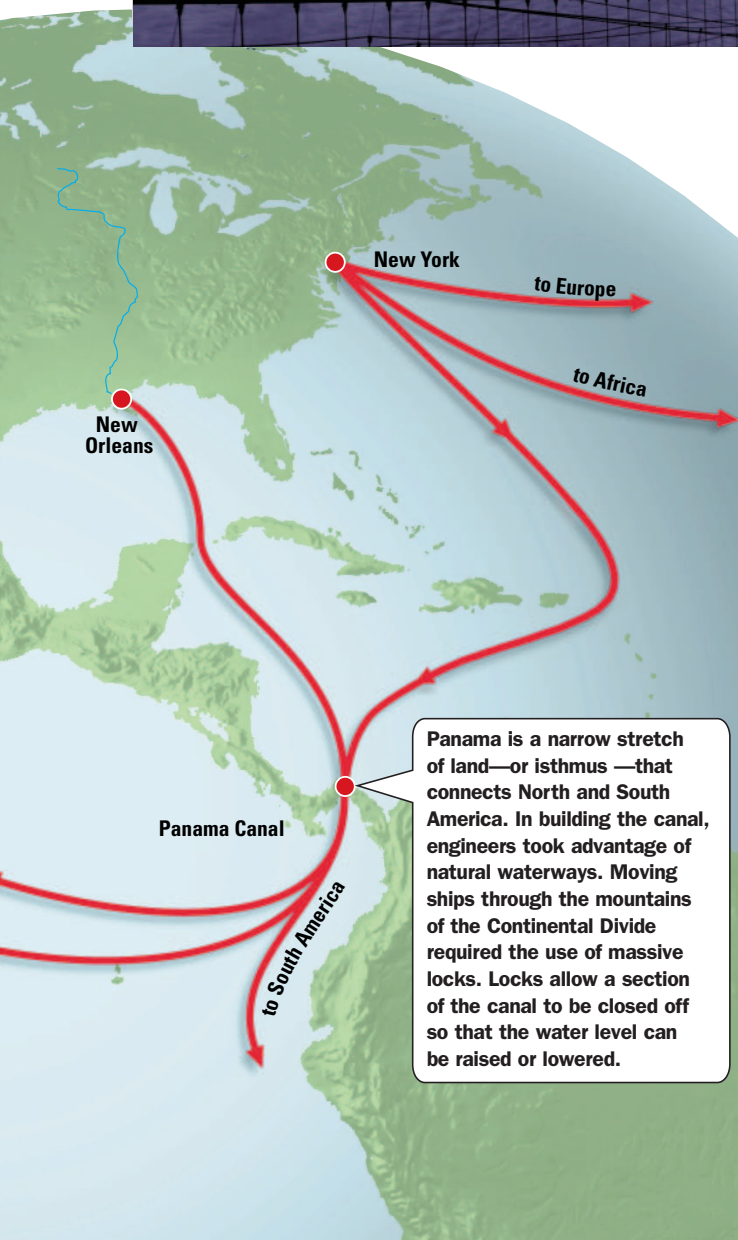 New York
to Europe
to Africa
New
Orleans
Panama is a narrow stretch
of land—or isthmus —that
connects North and South
America. In building the canal,
engineers took advantage of
natural waterways. Moving
ships through the mountains
of the Continental Divide
required the use of massive
locks. Locks allow a section
of the canal to be closed off
so that the water level can
be raised or lowered.
Panama Canal
to South America